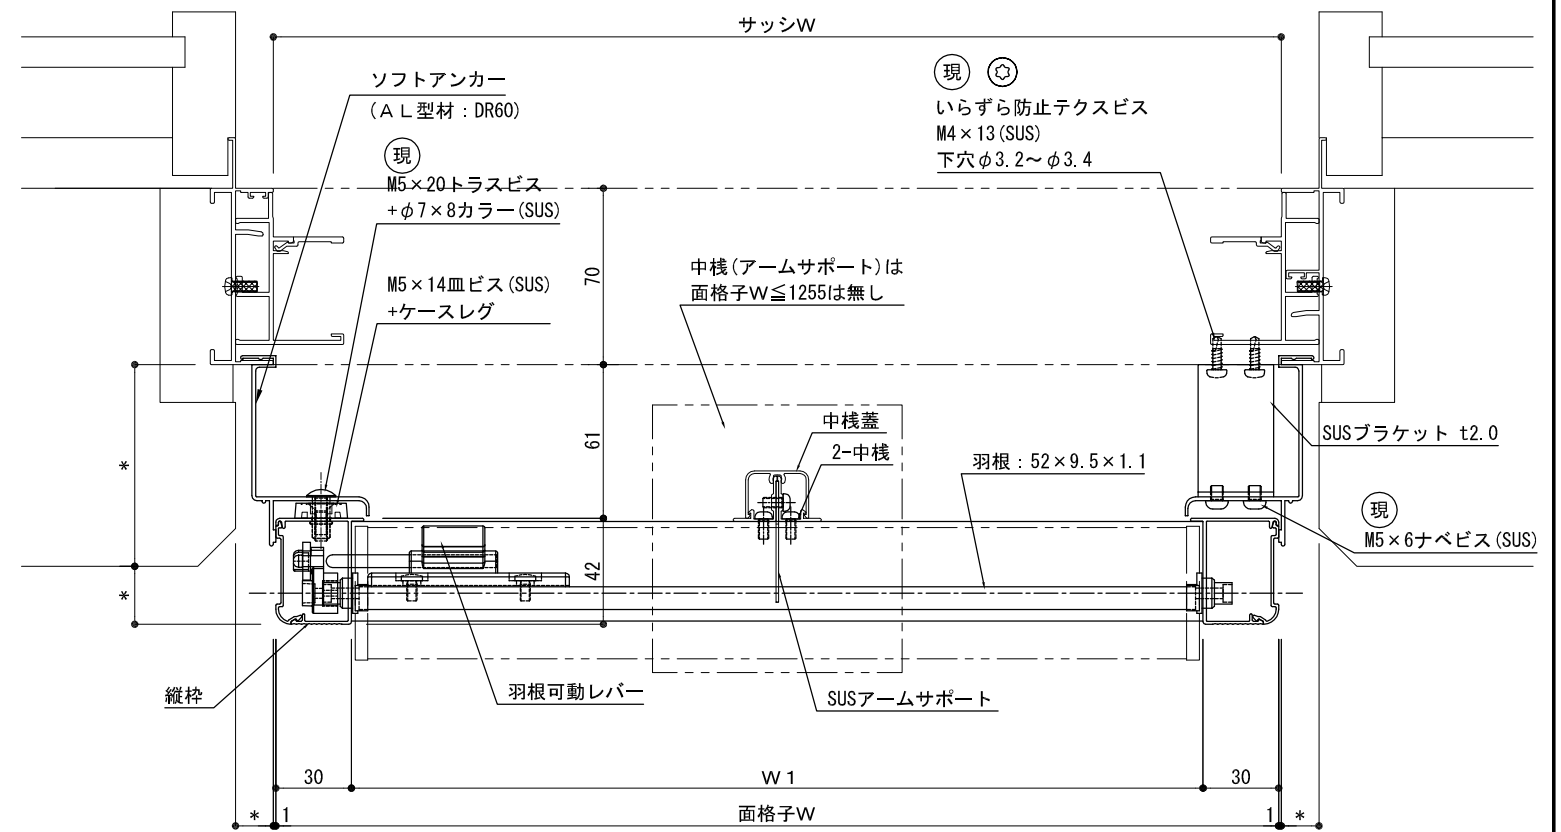 サッシW
ソフトアンカー
(AL型材:DR60)
現
M5×20トラスビス
+φ7×8カラー(SUS)
M5×14皿ビス(SUS)
+ケースレグ
現
いらずら防止テクスビス
M4×13(SUS)
下穴φ3.2～φ3.4
中桟(アームサポート)は
面格子W≦1255は無し
70
61
42
中桟蓋
2-中桟
羽根:52×9.5×1.1
SUSブラケット t2.0
現
M5×6ナベビス(SUS)
*
*
縦枠
羽根可動レバー
SUSアームサポート
30
W1
30
*
1
面格子W
1
*